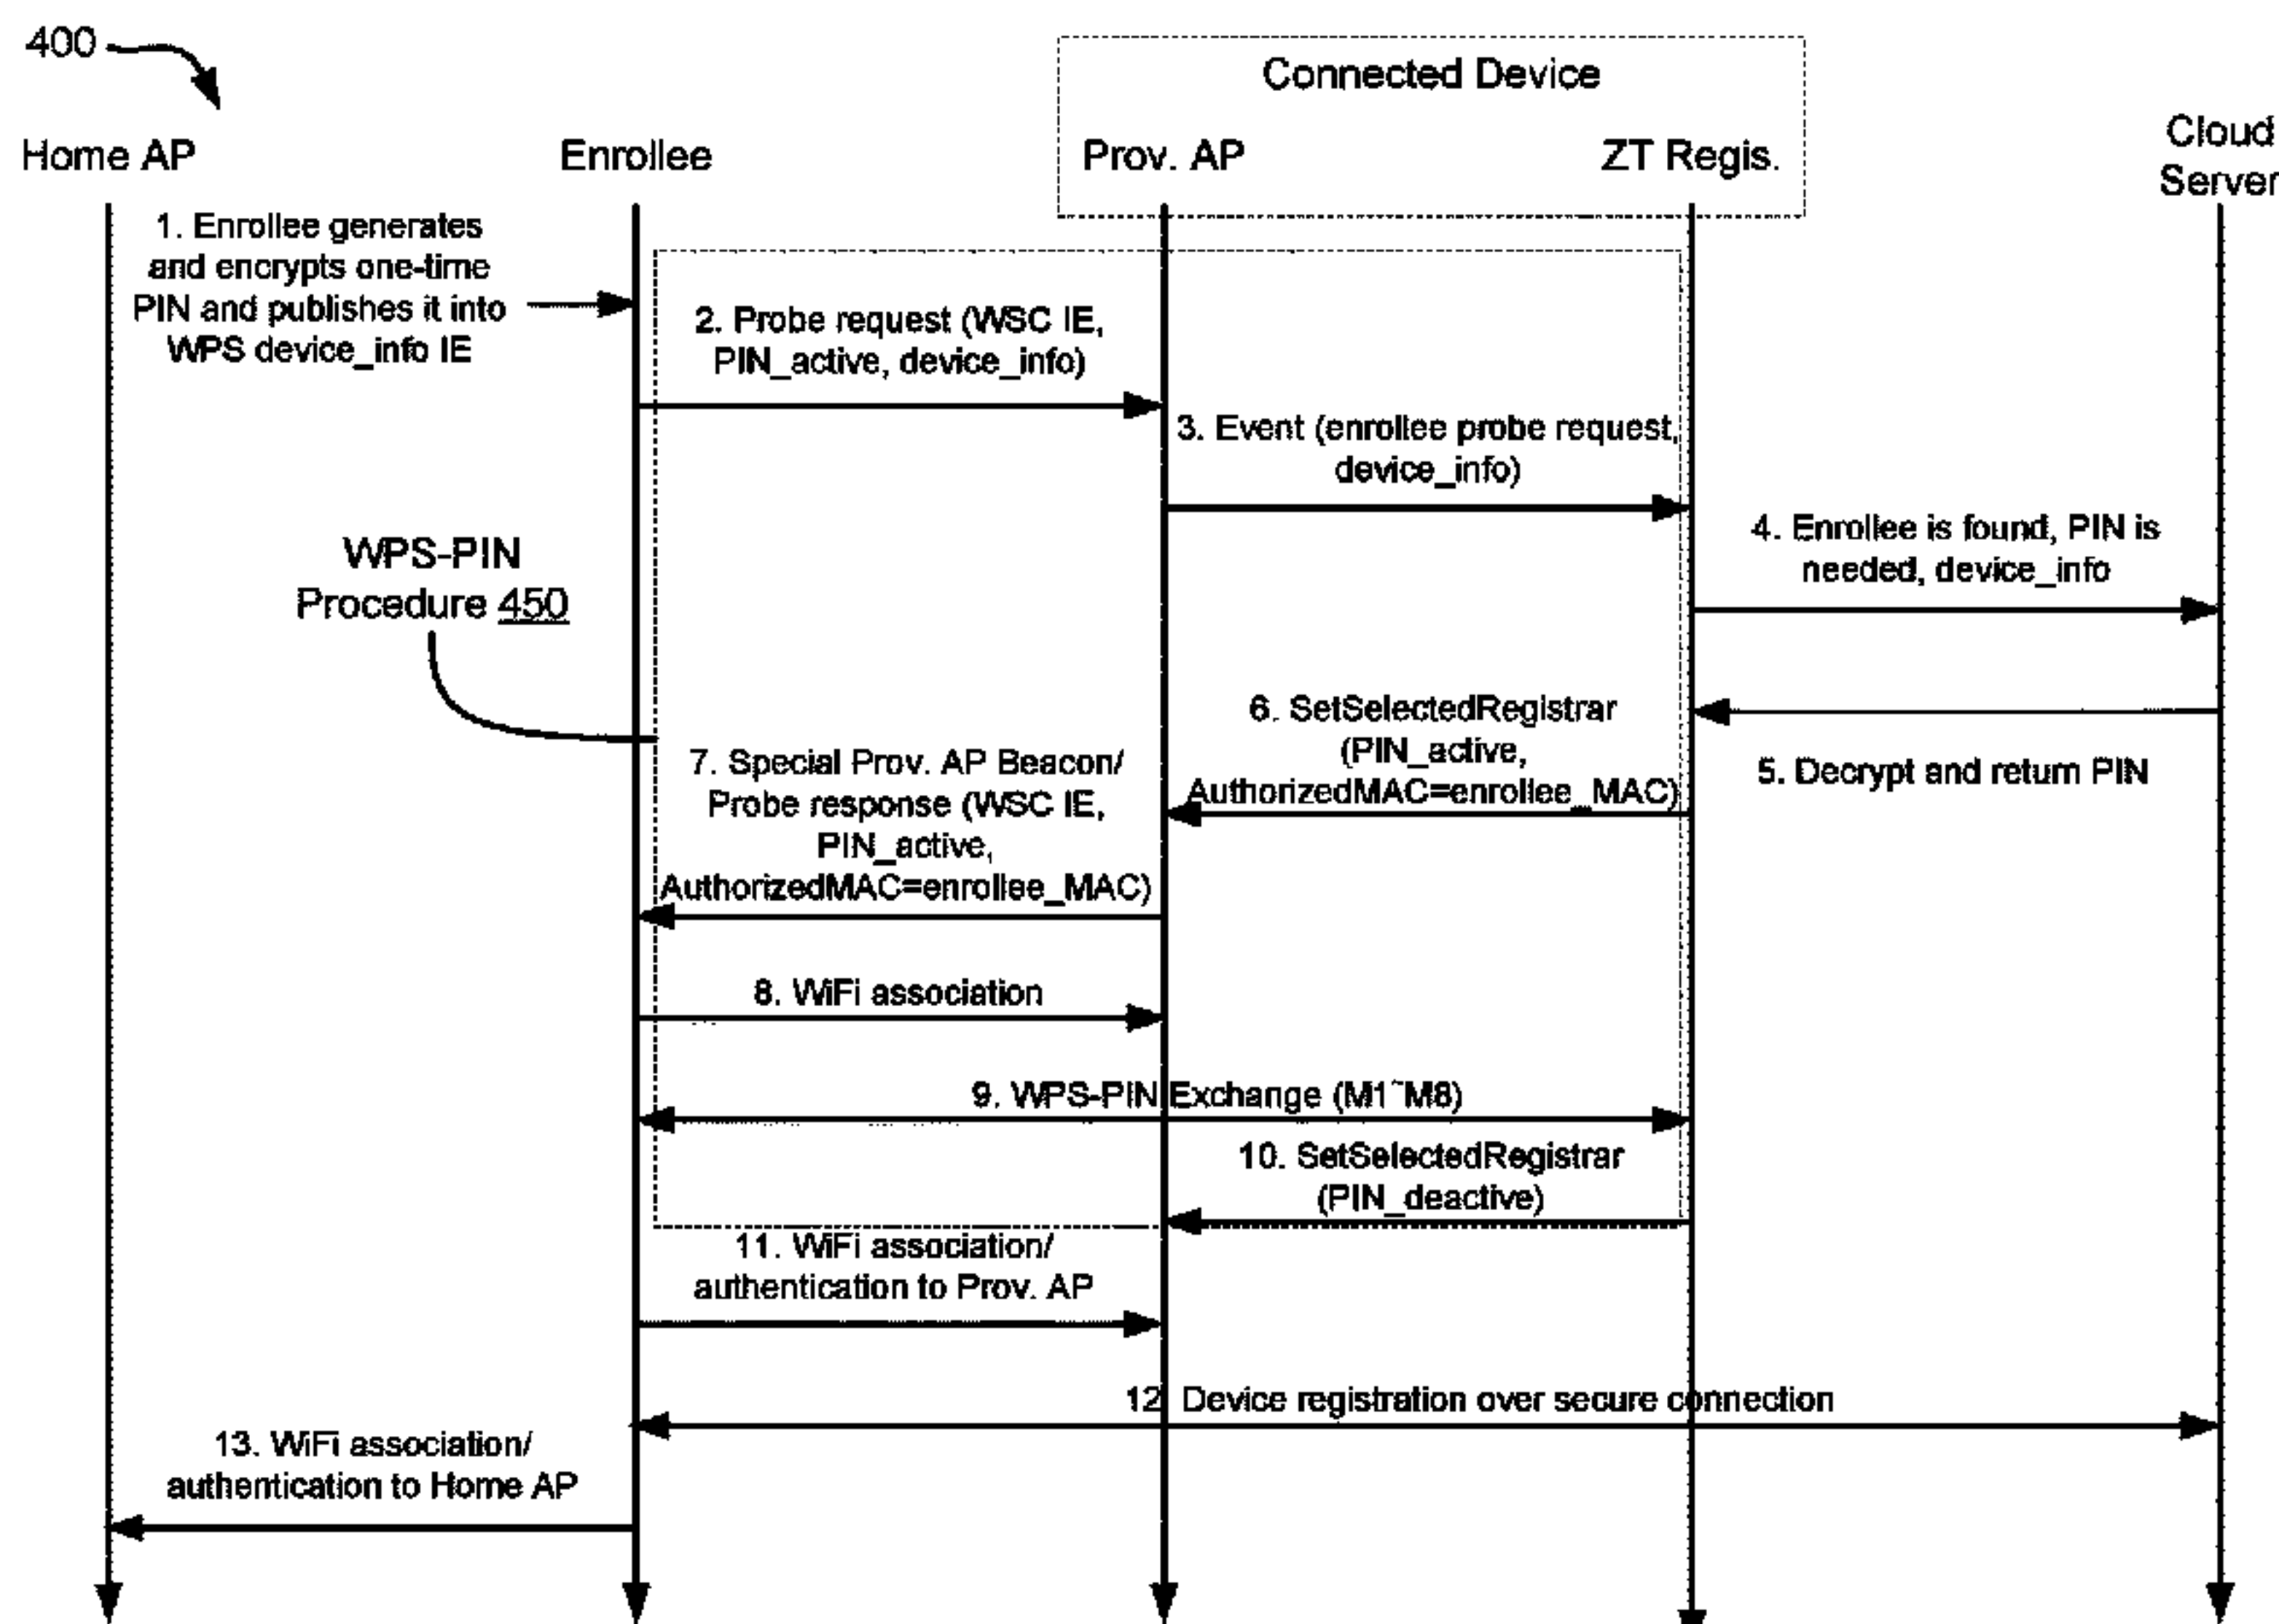 400
Connected Device
Home AP
Enrollee
Prov. AP
ZT Regis.
Cloud
Server
1. Enrollee generates
and encrypts one-time
PIN and publishes it into
WPS device_info IE
2. Probe request (WSC IE,
PIN_active, device_info)
3. Event (enrollee probe request,
device_info)
4. Enrollee is found, PIN is
needed, device_info
WPS-PIN
Procedure 450
5. Decrypt and return PIN
6. SetSelectedRegistrar
(PIN_active,
AuthorizedMAC=enrollee_MAC)
7. Special Prov. AP Beacon/
Probe response (WSC IE,
PIN_active,
AuthorizedMAC=enrollee_MAC)
8. WiFi association
9. WPS-PIN Exchange (M1~M8)
10. SetSelectedRegistrar
(PIN_deactive)
11. WiFi association/
authentication to Prov. AP
12. Device registration over secure connection
13. WiFi association/
authentication to Home AP